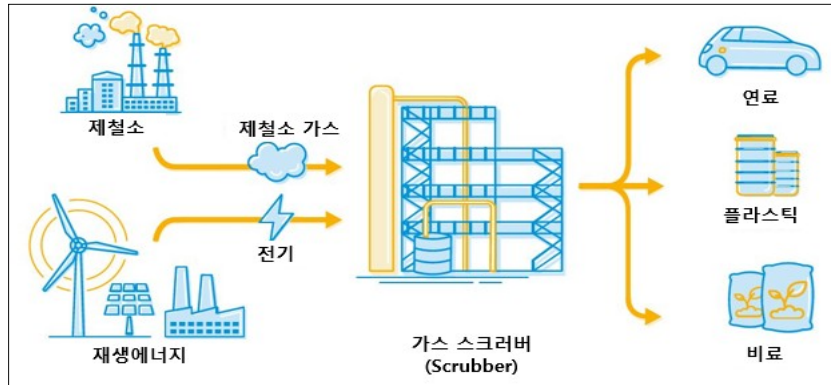 제철소
제철소 가스
전기
재생에너지
가스 스크러버
(Scrubber)
연료
플라스틱
비료